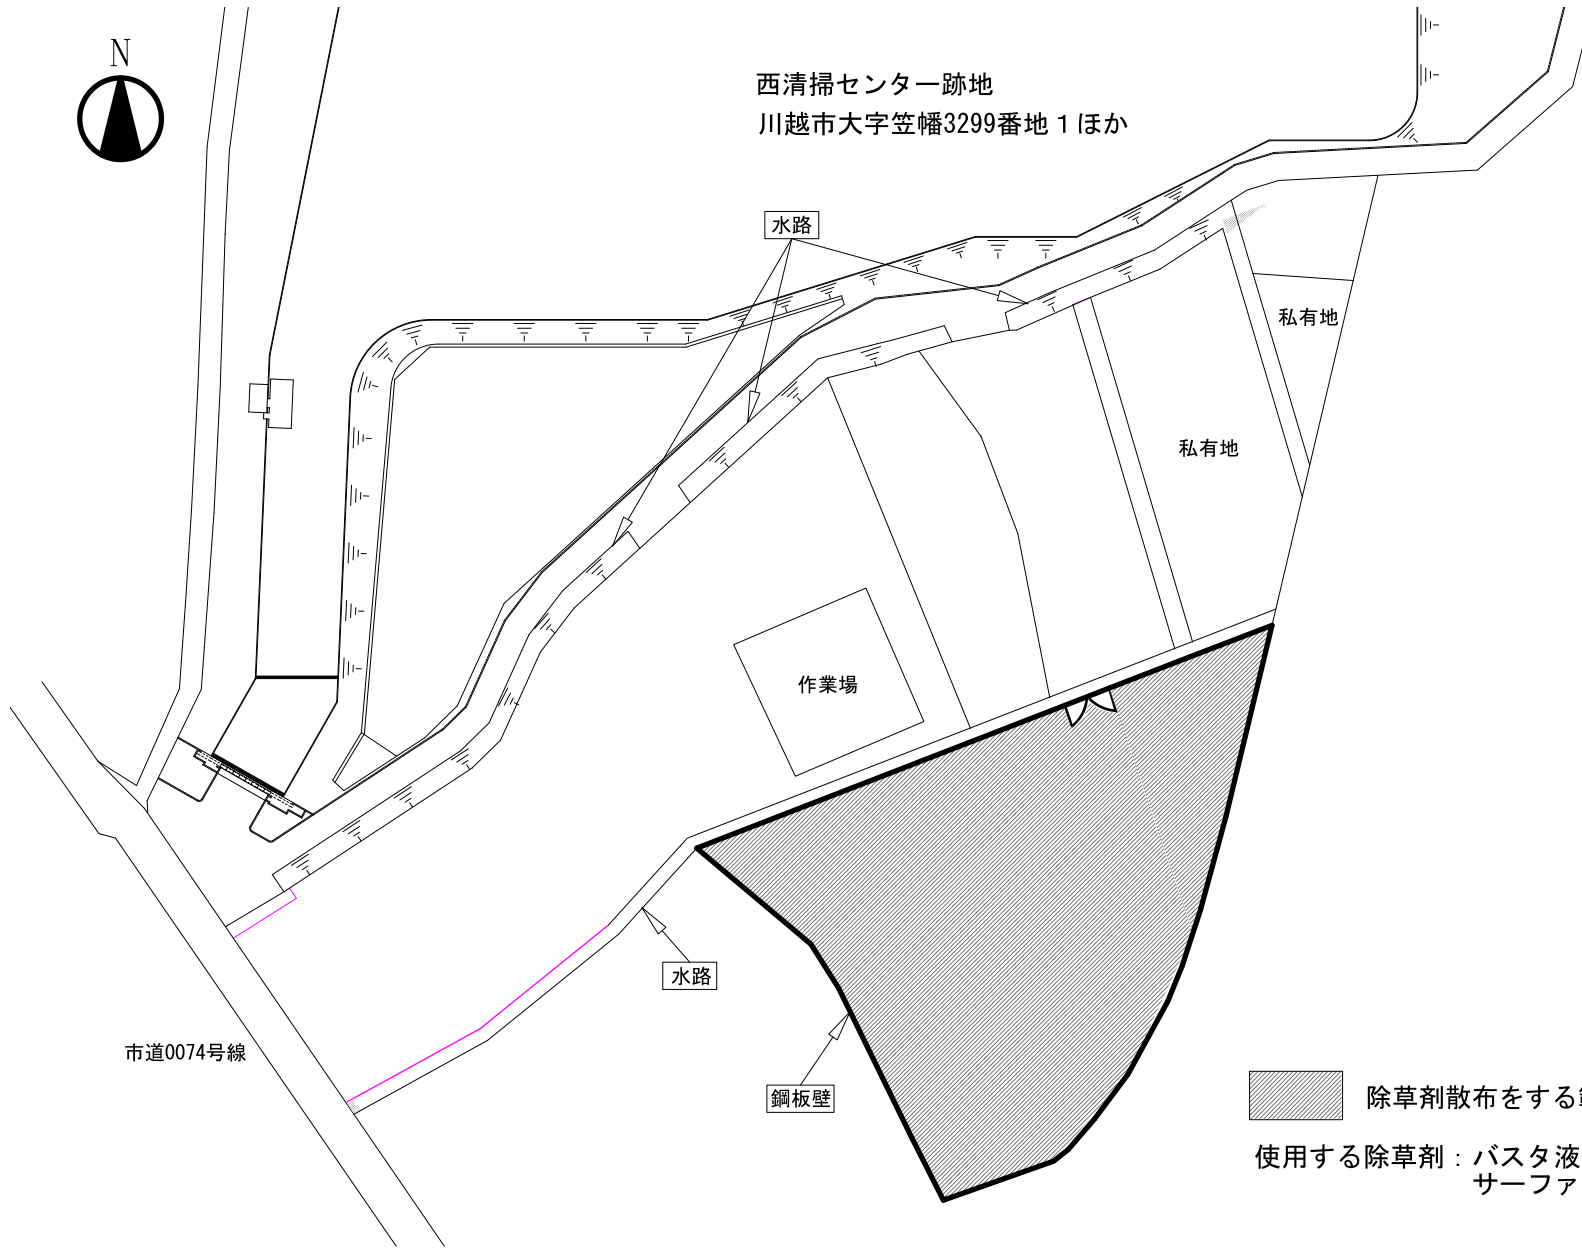 N
西清掃センター跡地
川越市大字笠幡3299番地1ほか
水路
私有地
私有地
作業場
水路
市道0074号線
鋼板壁
除草剤散布をする
使用する除草剤：バスタ液
サーファ